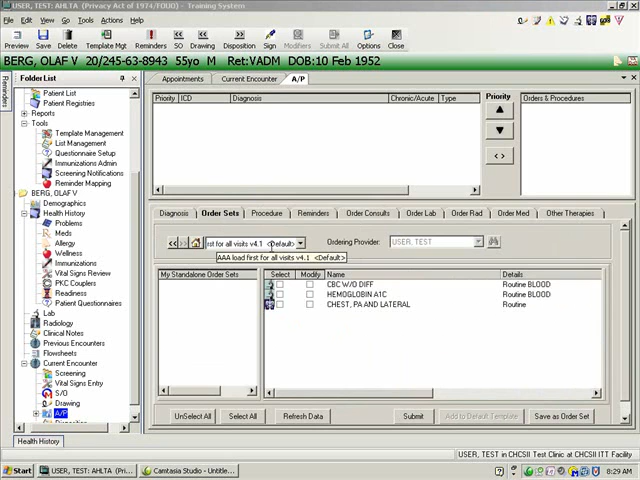 USER, TEST: AHLTA (Privacy Act of 1974/FOUO) - Training System
File Edit View Go Tools Actions Help
Preview Save Delete Template Mgt Reminders SO Drawing Disposition Sign Modifiers Submit All Options Close
BERG, OLAF V 20/245-63-8943 55yo M Ret:VADM DOB:10 Feb 1952
Reminders
Folder List
Patient List
Patient Registries
Reports
Tools
Template Management
List Management
Questionnaire Setup
Immunizations Admin
Screening Notifications
Reminder Mapping
BERG, OLAF V
Demographics
Health History
Problems
Meds
Allergy
Wellness
Immunizations
Vital Signs Review
PKC Couplers
Readiness
Patient Questionnaires
Lab
Radiology
Clinical Notes
Previous Encounters
Flowsheets
Current Encounter
Screening
Vital Signs Entry
S/O
Drawing
A/P
Health History
Appointments Current Encounter A/P
Priority ICD Diagnosis Chronic/Acute Type
Priority
Orders & Procedures
< >
Diagnosis Order Sets Procedure Reminders Order Consults Order Lab Order Rad Order Med Other Therapies
<< >> rst for all visits v4.1 <Default>
Ordering Provider: USER, TEST
AAA load first for all visits v4.1 <Default>
My Standalone Order Sets
Select Modify Name Details
CBC W/O DIFF Routine BLOOD
HEMOGLOBIN A1C Routine BLOOD
CHEST, PA AND LATERAL Routine
UnSelect All Select All Refresh Data Submit Add to Default Template Save as Order Set
USER, TEST in CHCSII Test Clinic at CHCSII ITT Facility
Start USER, TEST: AHLTA (Pri... Camtasia Studio - Untitle... 8:29 AM